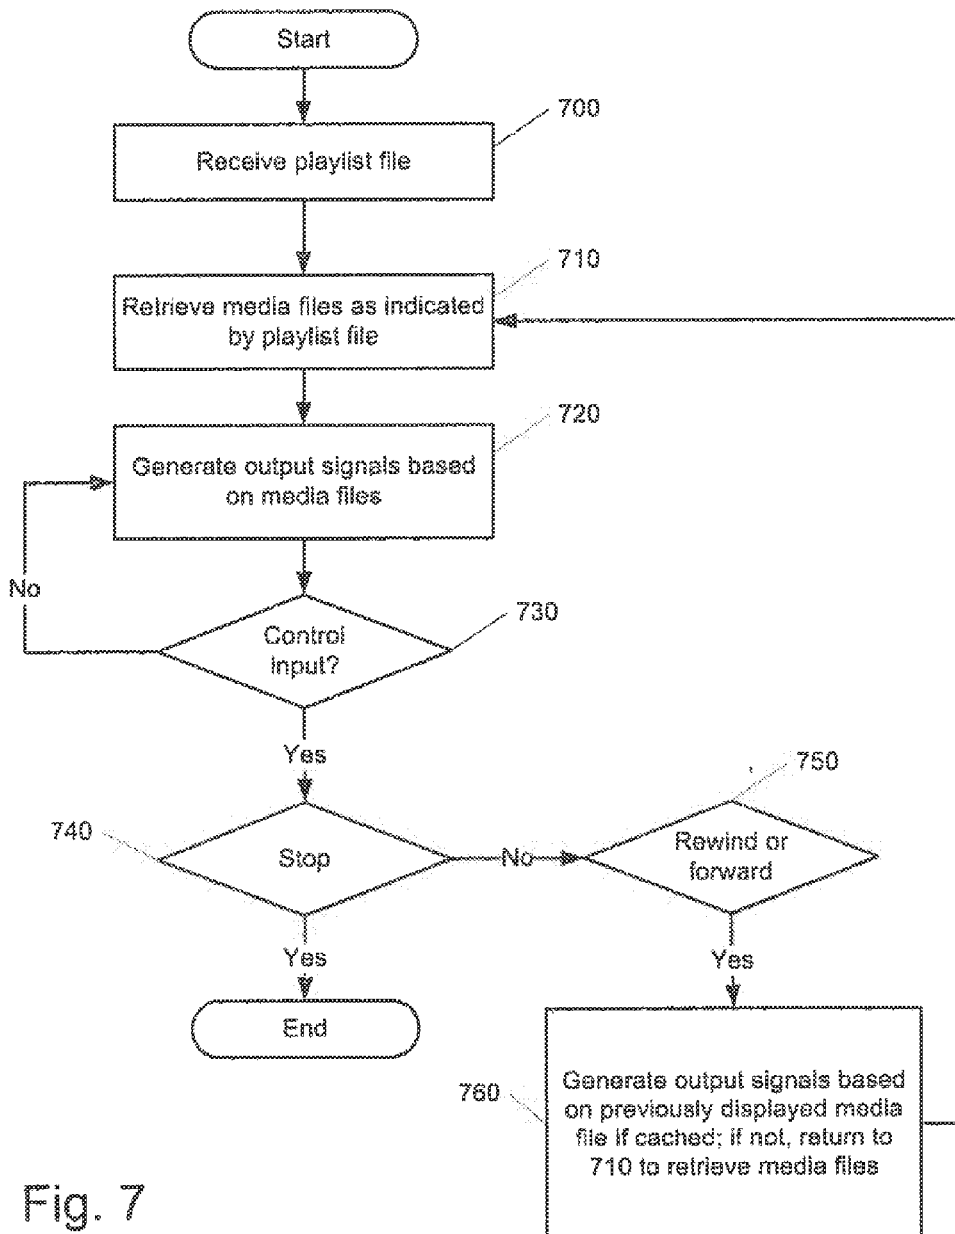 Start
700
Receive playlist file
710
Retrieve media files as indicated
by playlist file
720
Generate output signals based
on media files
No
730
Control
input?
Yes
750
740
Stop
No
Rewind or
forward
Yes
Yes
End
760
Generate output signals based
on previously displayed media
file if cached; if not, return to
710 to retrieve media files
Fig. 7